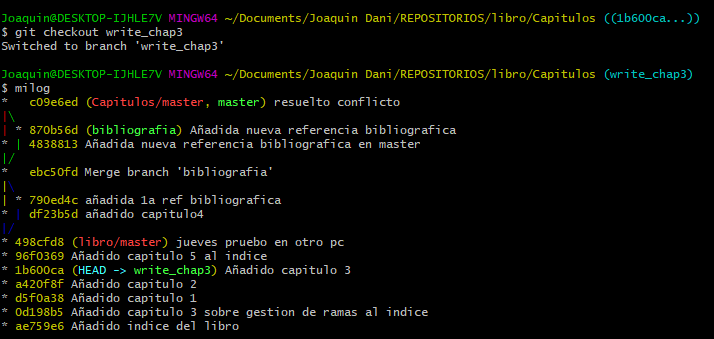 Joaquin@DESKTOP-IJHLE7V MINGW64 ~/Documents/Joaquin Dani/REPOSITORIOS/libro/Capitulos ((1b600ca...))
$ git checkout write_chap3
Switched to branch 'write_chap3'

Joaquin@DESKTOP-IJHLE7V MINGW64 ~/Documents/Joaquin Dani/REPOSITORIOS/libro/Capitulos (write_chap3)
$ milog
*   c09e6ed (Capitulos/master, master) resuelto conflicto
|\
| * 870b56d (bibliografia) Añadida nueva referencia bibliografica
* | 4838813 Añadida nueva referencia bibliografica en master
|/
*   ebc50fd Merge branch 'bibliografia'
|\
| * 790ed4c añadida 1a ref bibliografica
* | df23b5d añadido capitulo4
|/
* 498cfd8 (libro/master) jueves pruebo en otro pc
* 96f0369 Añadido capitulo 5 al indice
* 1b600ca (HEAD -> write_chap3) Añadido capitulo 3
* a420f8f Añadido capitulo 2
* d5f0a38 Añadido capitulo 1
* 0d198b5 Añadido capitulo 3 sobre gestion de ramas al indice
* ae759e6 Añadido indice del libro